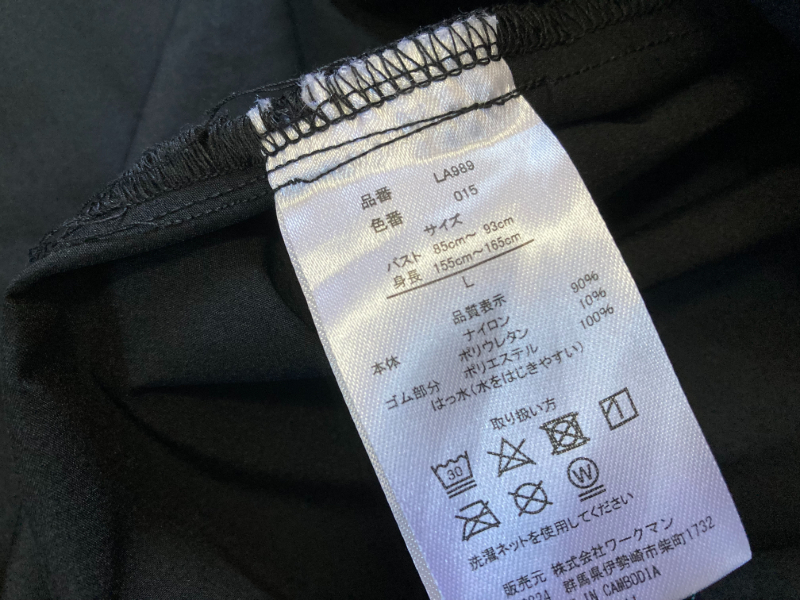 品番 LA989
色番 015
サイズ
バスト 85cm～ 93cm
身長 155cm～165cm
L
品質表示
本体 ナイロン 90%
ポリウレタン 10%
ゴム部分 ポリエステル 100%
はっ水(水をはじきやすい)
取り扱い方
30
W
洗濯ネットを使用してください
販売元 株式会社ワークマン
群馬県伊勢崎市柴町1732
IN CAMBODIA